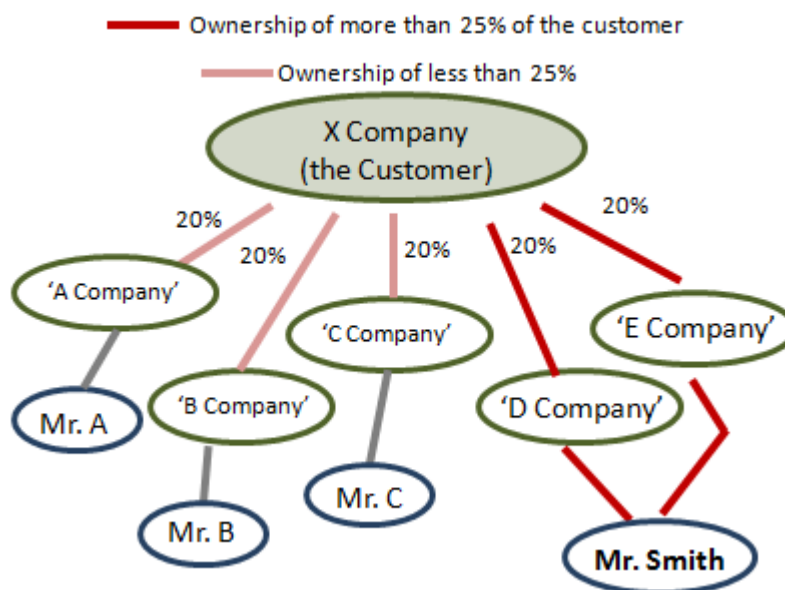 Ownership of more than 25% of the customer
Ownership of less than 25%
X Company
(the Customer)
20%
20%
20%
20%
20%
‘A Company’
‘B Company’
‘C Company’
‘D Company’
‘E Company’
Mr. A
Mr. B
Mr. C
Mr. Smith